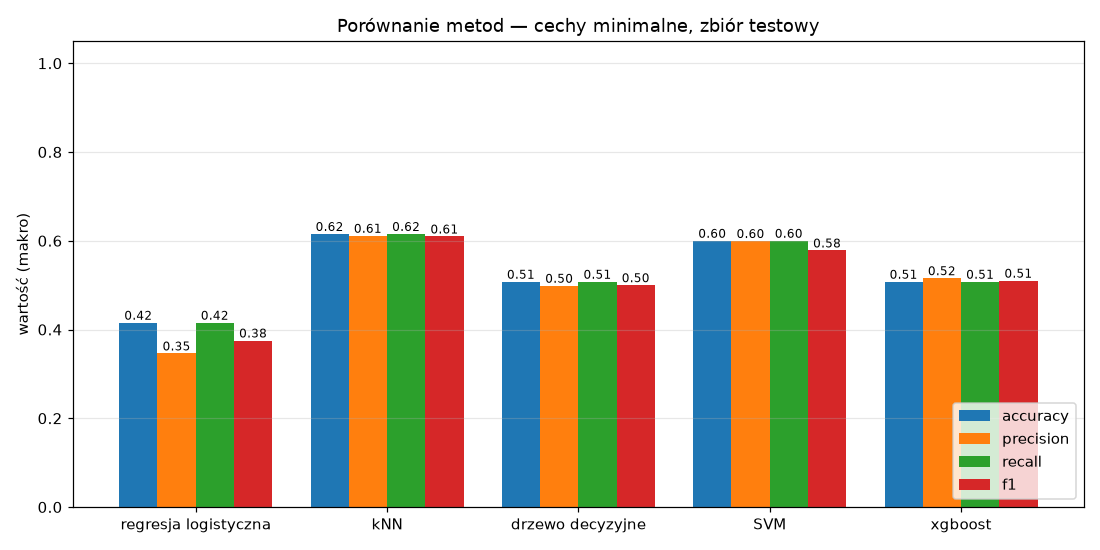 Porównanie metod — cechy minimalne, zbiór testowy
wartość (makro)
1.0
0.8
0.6
0.4
0.2
0.0
0.42 0.35 0.42 0.38
0.62 0.61 0.62 0.61
0.51 0.50 0.51 0.50
0.60 0.60 0.60 0.58
0.51 0.52 0.51 0.51
regresja logistyczna
kNN
drzewo decyzyjne
SVM
xgboost
accuracy
precision
recall
f1